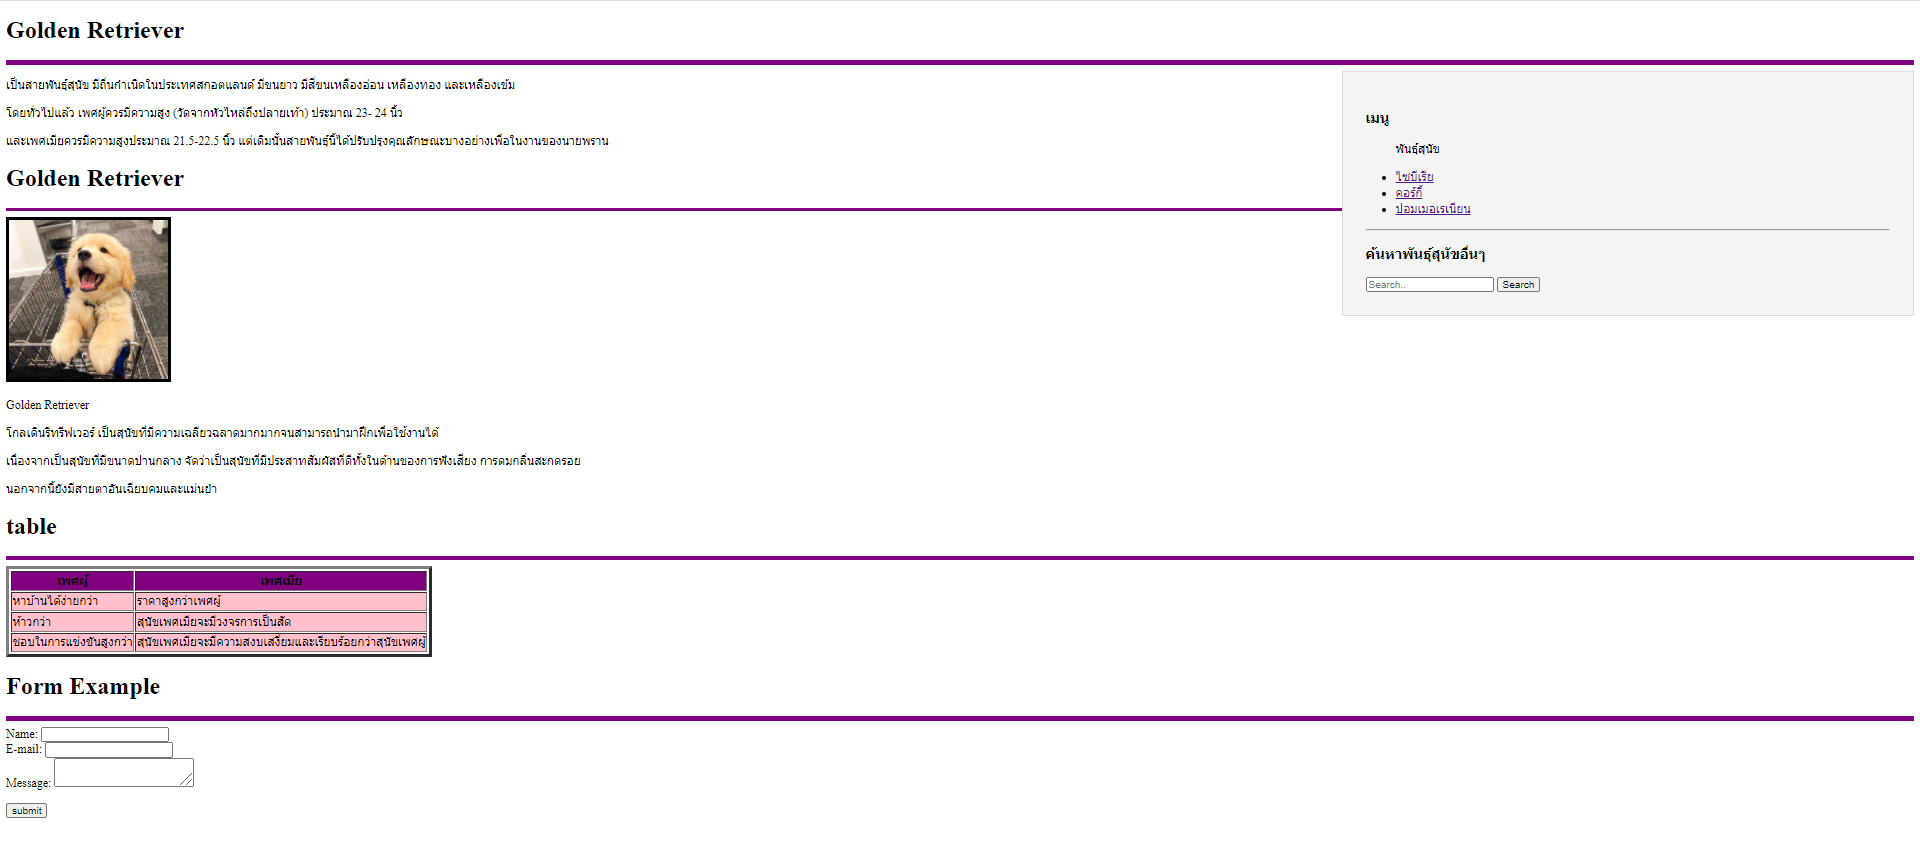 Golden Retriever
เป็นสายพันธุ์สุนัข มีถิ่นกำเนิดในประเทศสกอตแลนด์ มีขนยาว มีสีขนเหลืองอ่อน เหลืองทอง และเหลืองเข้ม
โดยทั่วไปแล้ว เพศผู้ควรมีความสูง (วัดจากหัวไหล่ถึงปลายเท้า) ประมาณ 23- 24 นิ้ว
และเพศเมียควรมีความสูงประมาณ 21.5-22.5 นิ้ว แต่เดิมนั้นสายพันธุ์นี้ได้ปรับปรุงคุณลักษณะบางอย่างเพื่อในงานของนายพราน
เมนู
พันธุ์สุนัข
ไซบีเรีย
คอร์กี้
ปอมเมอเรเนียน
ค้นหาพันธุ์สุนัขอื่นๆ
Search.. Search
Golden Retriever
Golden Retriever
โกลเดินรีทรีฟเวอร์ เป็นสุนัขที่มีความเฉลียวฉลาดมากมากจนสามารถนำมาฝึกเพื่อใช้งานได้
เนื่องจากเป็นสุนัขที่มีขนาดปานกลาง จัดว่าเป็นสุนัขที่มีประสาทสัมผัสที่ดีทั้งในด้านของการฟังเสียง การดมกลิ่นสะกดรอย
นอกจากนี้ยังมีสายตาอันเฉียบคมและแม่นยำ
table
เพศผู้ เพศเมีย
หาบ้านได้ง่ายกว่า ราคาสูงกว่าเพศผู้
ห้าวกว่า สุนัขเพศเมียจะมีวงจรการเป็นสัด
ชอบในการแข่งขันสูงกว่า สุนัขเพศเมียจะมีความสงบเสงี่ยมและเรียบร้อยกว่าสุนัขเพศผู้
Form Example
Name:
E-mail:
Message:
submit